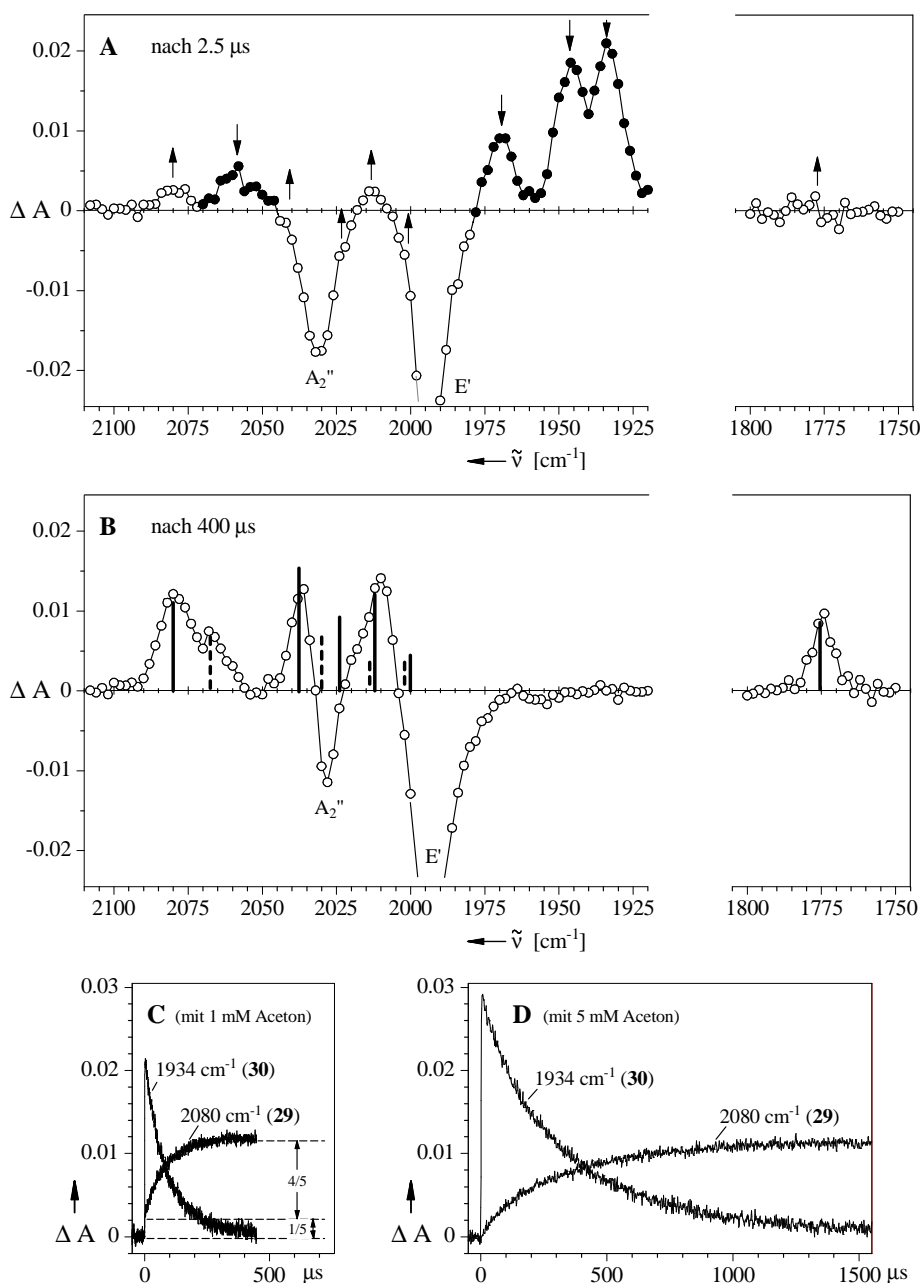 A nach 2.5 µs
0.02
0.01
Δ A 0
-0.01
-0.02
A₂''
E'
2100 2075 2050 2025 2000 1975 1950 1925 1800 1775 1750
ṽ [cm⁻¹]
B nach 400 µs
0.02
0.01
Δ A 0
-0.01
-0.02
A₂''
E'
2100 2075 2050 2025 2000 1975 1950 1925 1800 1775 1750
ṽ [cm⁻¹]
0.03
C (mit 1 mM Aceton)
0.02
1934 cm⁻¹ (30)
2080 cm⁻¹ (29)
0.01
4/5
1/5
Δ A 0
0 500 µs
0.03
D (mit 5 mM Aceton)
1934 cm⁻¹ (30)
0.02
2080 cm⁻¹ (29)
0.01
Δ A 0
0 500 1000 1500 µs